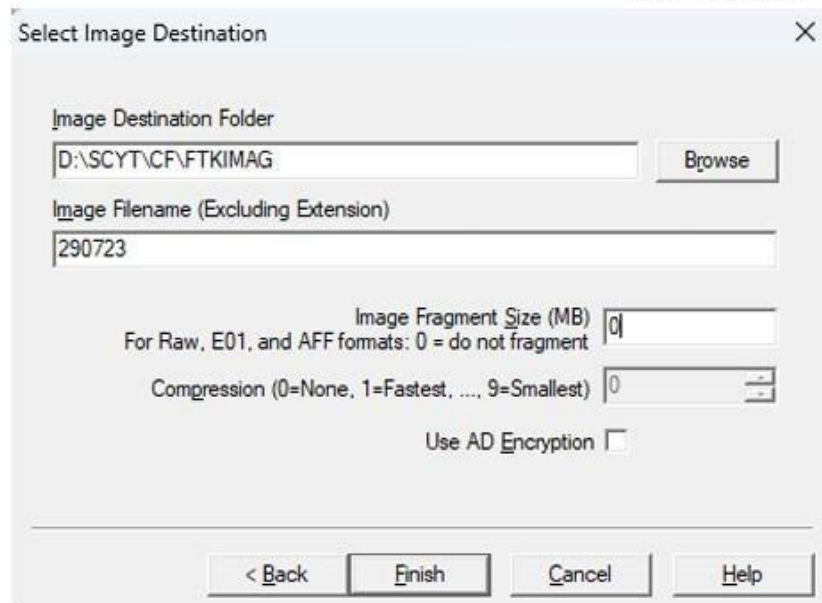 Select Image Destination
Image Destination Folder
D:\SCYT\CF\FTKIMAG
Browse
Image Filename (Excluding Extension)
290723
Image Fragment Size (MB)
0
For Raw, E01, and AFF formats: 0 = do not fragment
Compression (0=None, 1=Fastest, ..., 9=Smallest)
0
Use AD Encryption
< Back
Finish
Cancel
Help